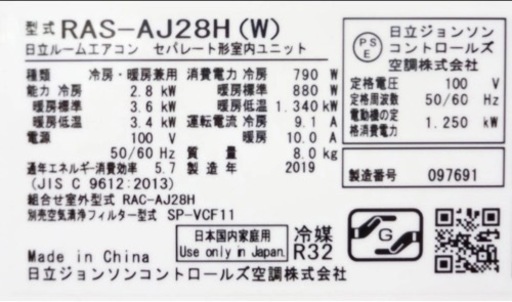 型式 RAS-AJ28H(W)
日立ルームエアコン セパレート形室内ユニット
種類 冷房・暖房兼用 消費電力 冷房 790 W
能力 冷房 2.8 kW 暖房標準 880 W
暖房標準 3.6 kW 暖房低温 1.340 kW
暖房低温 3.4 kW 運転電流 冷房 9.1 A
電源 100 V 暖房 10.0 A
50/60 Hz 質量 8.0 kg
通年エネルギー消費効率 5.7 製造年 2019
(JIS C 9612:2013)
組合せ室外型式 RAC-AJ28H
別売空気清浄フィルター型式 SP-VCF11
日本国内家庭用
Use only in Japan
冷媒
R32
Made in China
日立ジョンソンコントロールズ空調株式会社
PS
E
日立ジョンソン
コントロールズ
空調株式会社
定格電圧 100 V
定格周波数 50/60 Hz
電動機の定
格消費電力 1.250 kW
製造番号 097691
G